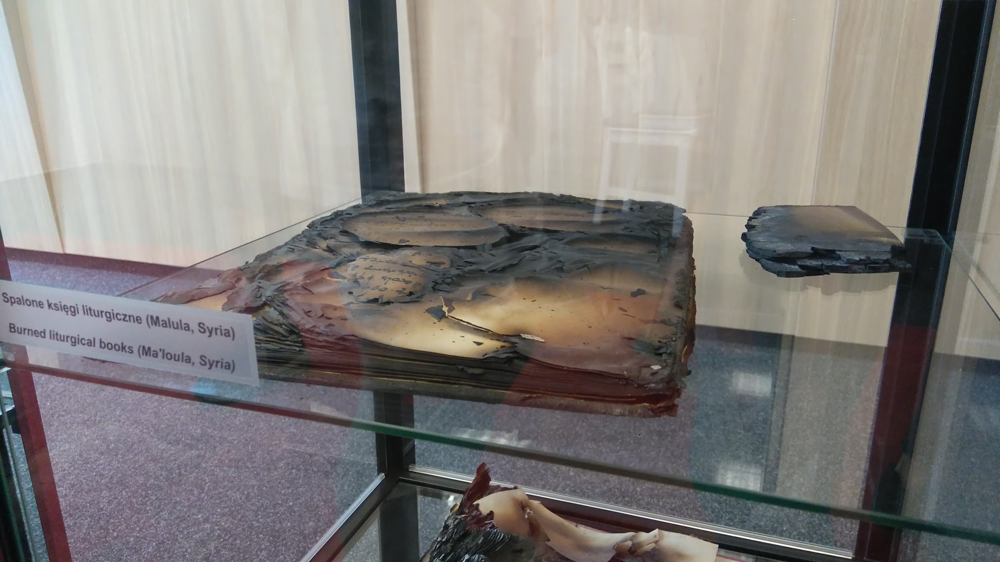 Spalone księgi liturgiczne (Malula, Syria)
Burned liturgical books (Ma'loula, Syria)